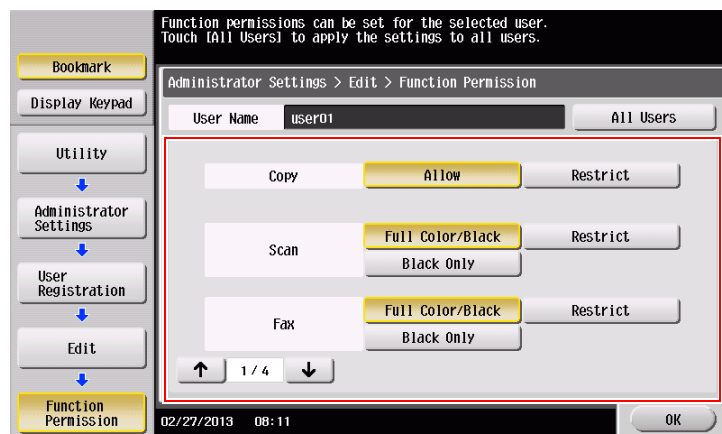 Function permissions can be set for the selected user.
Touch [All Users] to apply the settings to all users.
Bookmark
Display Keypad
Utility
Administrator
Settings
User
Registration
Edit
Function
Permission
Administrator Settings > Edit > Function Permission
User Name user01 All Users
Copy Allow Restrict
Scan Full Color/Black Restrict
Black Only
Fax Full Color/Black Restrict
Black Only
↑ 1/4 ↓
02/27/2013 08:11 OK